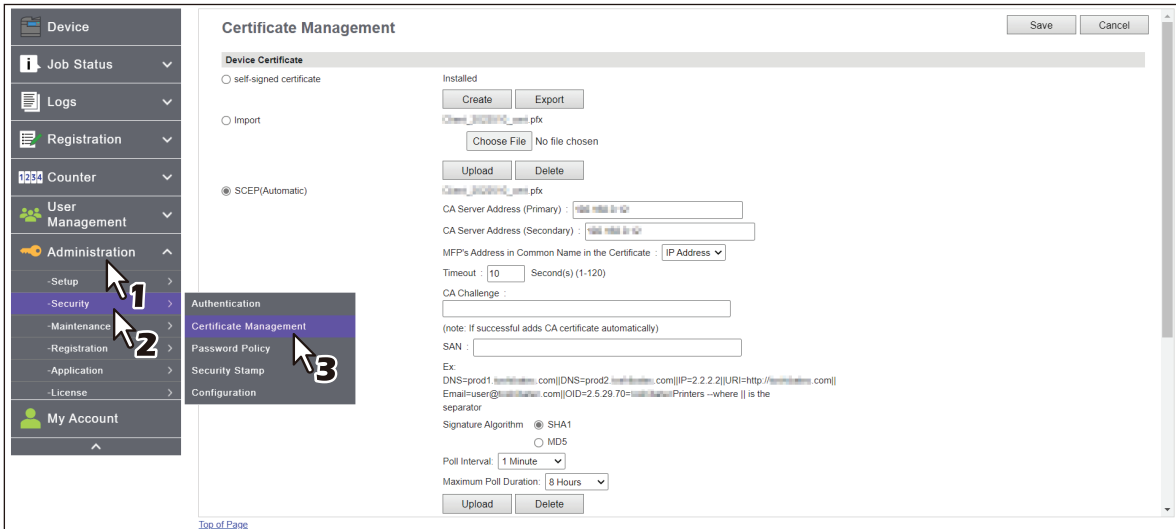 Device
Job Status
Logs
Registration
1234 Counter
User
Management
Administration
-Setup
1
-Security
2
-Maintenance
-Registration
-Application
-License
My Account
Authentication
Certificate Management
3
Password Policy
Security Stamp
Configuration
Certificate Management
Save Cancel
Device Certificate
self-signed certificate Installed
Create Export
Import .pfx
Choose File No file chosen
Upload Delete
SCEP(Automatic) .pfx
CA Server Address (Primary) :
CA Server Address (Secondary) :
MFP's Address in Common Name in the Certificate : IP Address
Timeout : 10 Second(s) (1-120)
CA Challenge :
(note: If successful adds CA certificate automatically)
SAN :
Ex:
DNS=prod1. .com||DNS=prod2. .com||IP=2.2.2.2||URI=http:// .com||
Email=user@ .com||OID=2.5.29.70= Printers --where || is the
separator
Signature Algorithm SHA1
MD5
Poll Interval: 1 Minute
Maximum Poll Duration: 8 Hours
Upload Delete
Top of Page